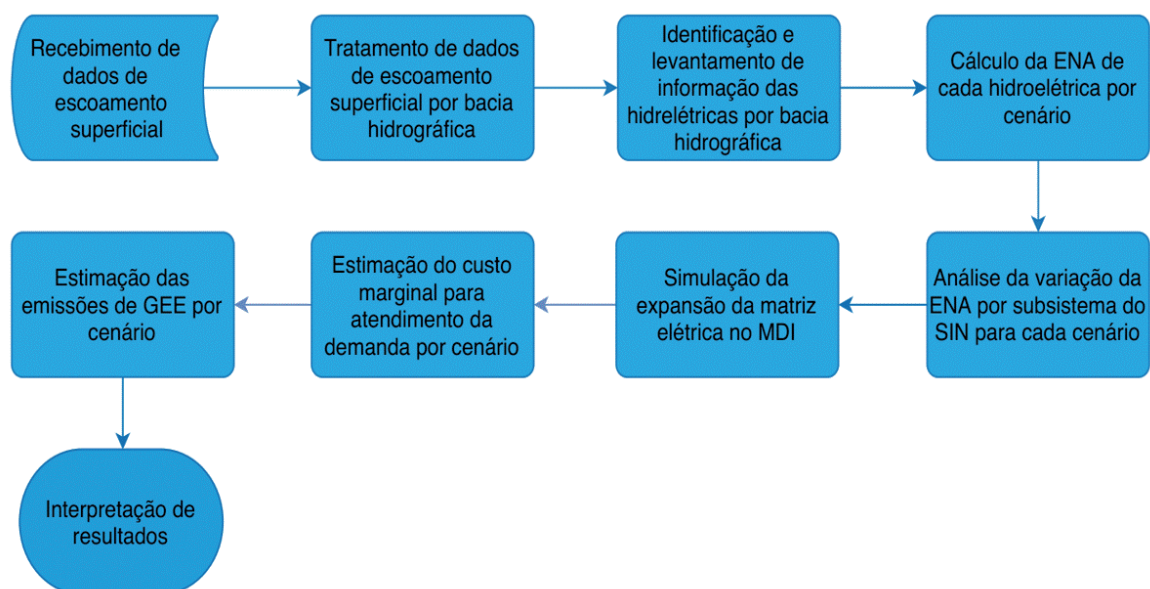 Recebimento de
dados de
escoamento
superficial
Tratamento de dados
de escoamento
superficial por bacia
hidrográfica
Identificação e
levantamento de
informação das
hidrelétricas por bacia
hidrográfica
Cálculo da ENA de
cada hidroelétrica por
cenário
Análise da variação da
ENA por subsistema do
SIN para cada cenário
Simulação da
expansão da matriz
elétrica no MDI
Estimação do custo
marginal para
atendimento da
demanda por cenário
Estimação das
emissões de GEE por
cenário
Interpretação de
resultados